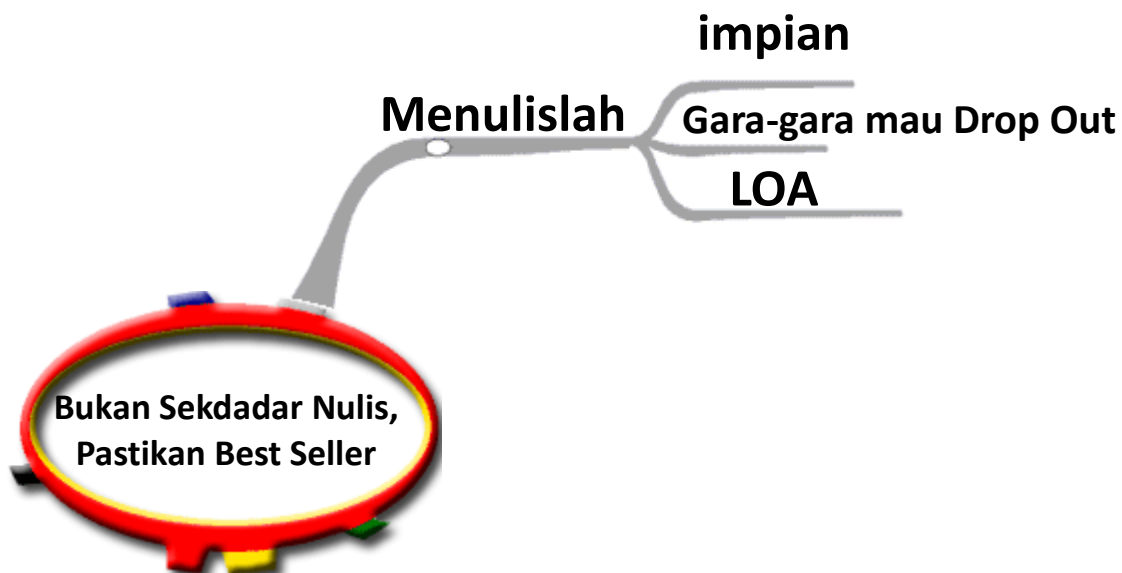 impian
Menulislah
Gara-gara mau Drop Out
LOA
Bukan Sekdadar Nulis,
Pastikan Best Seller